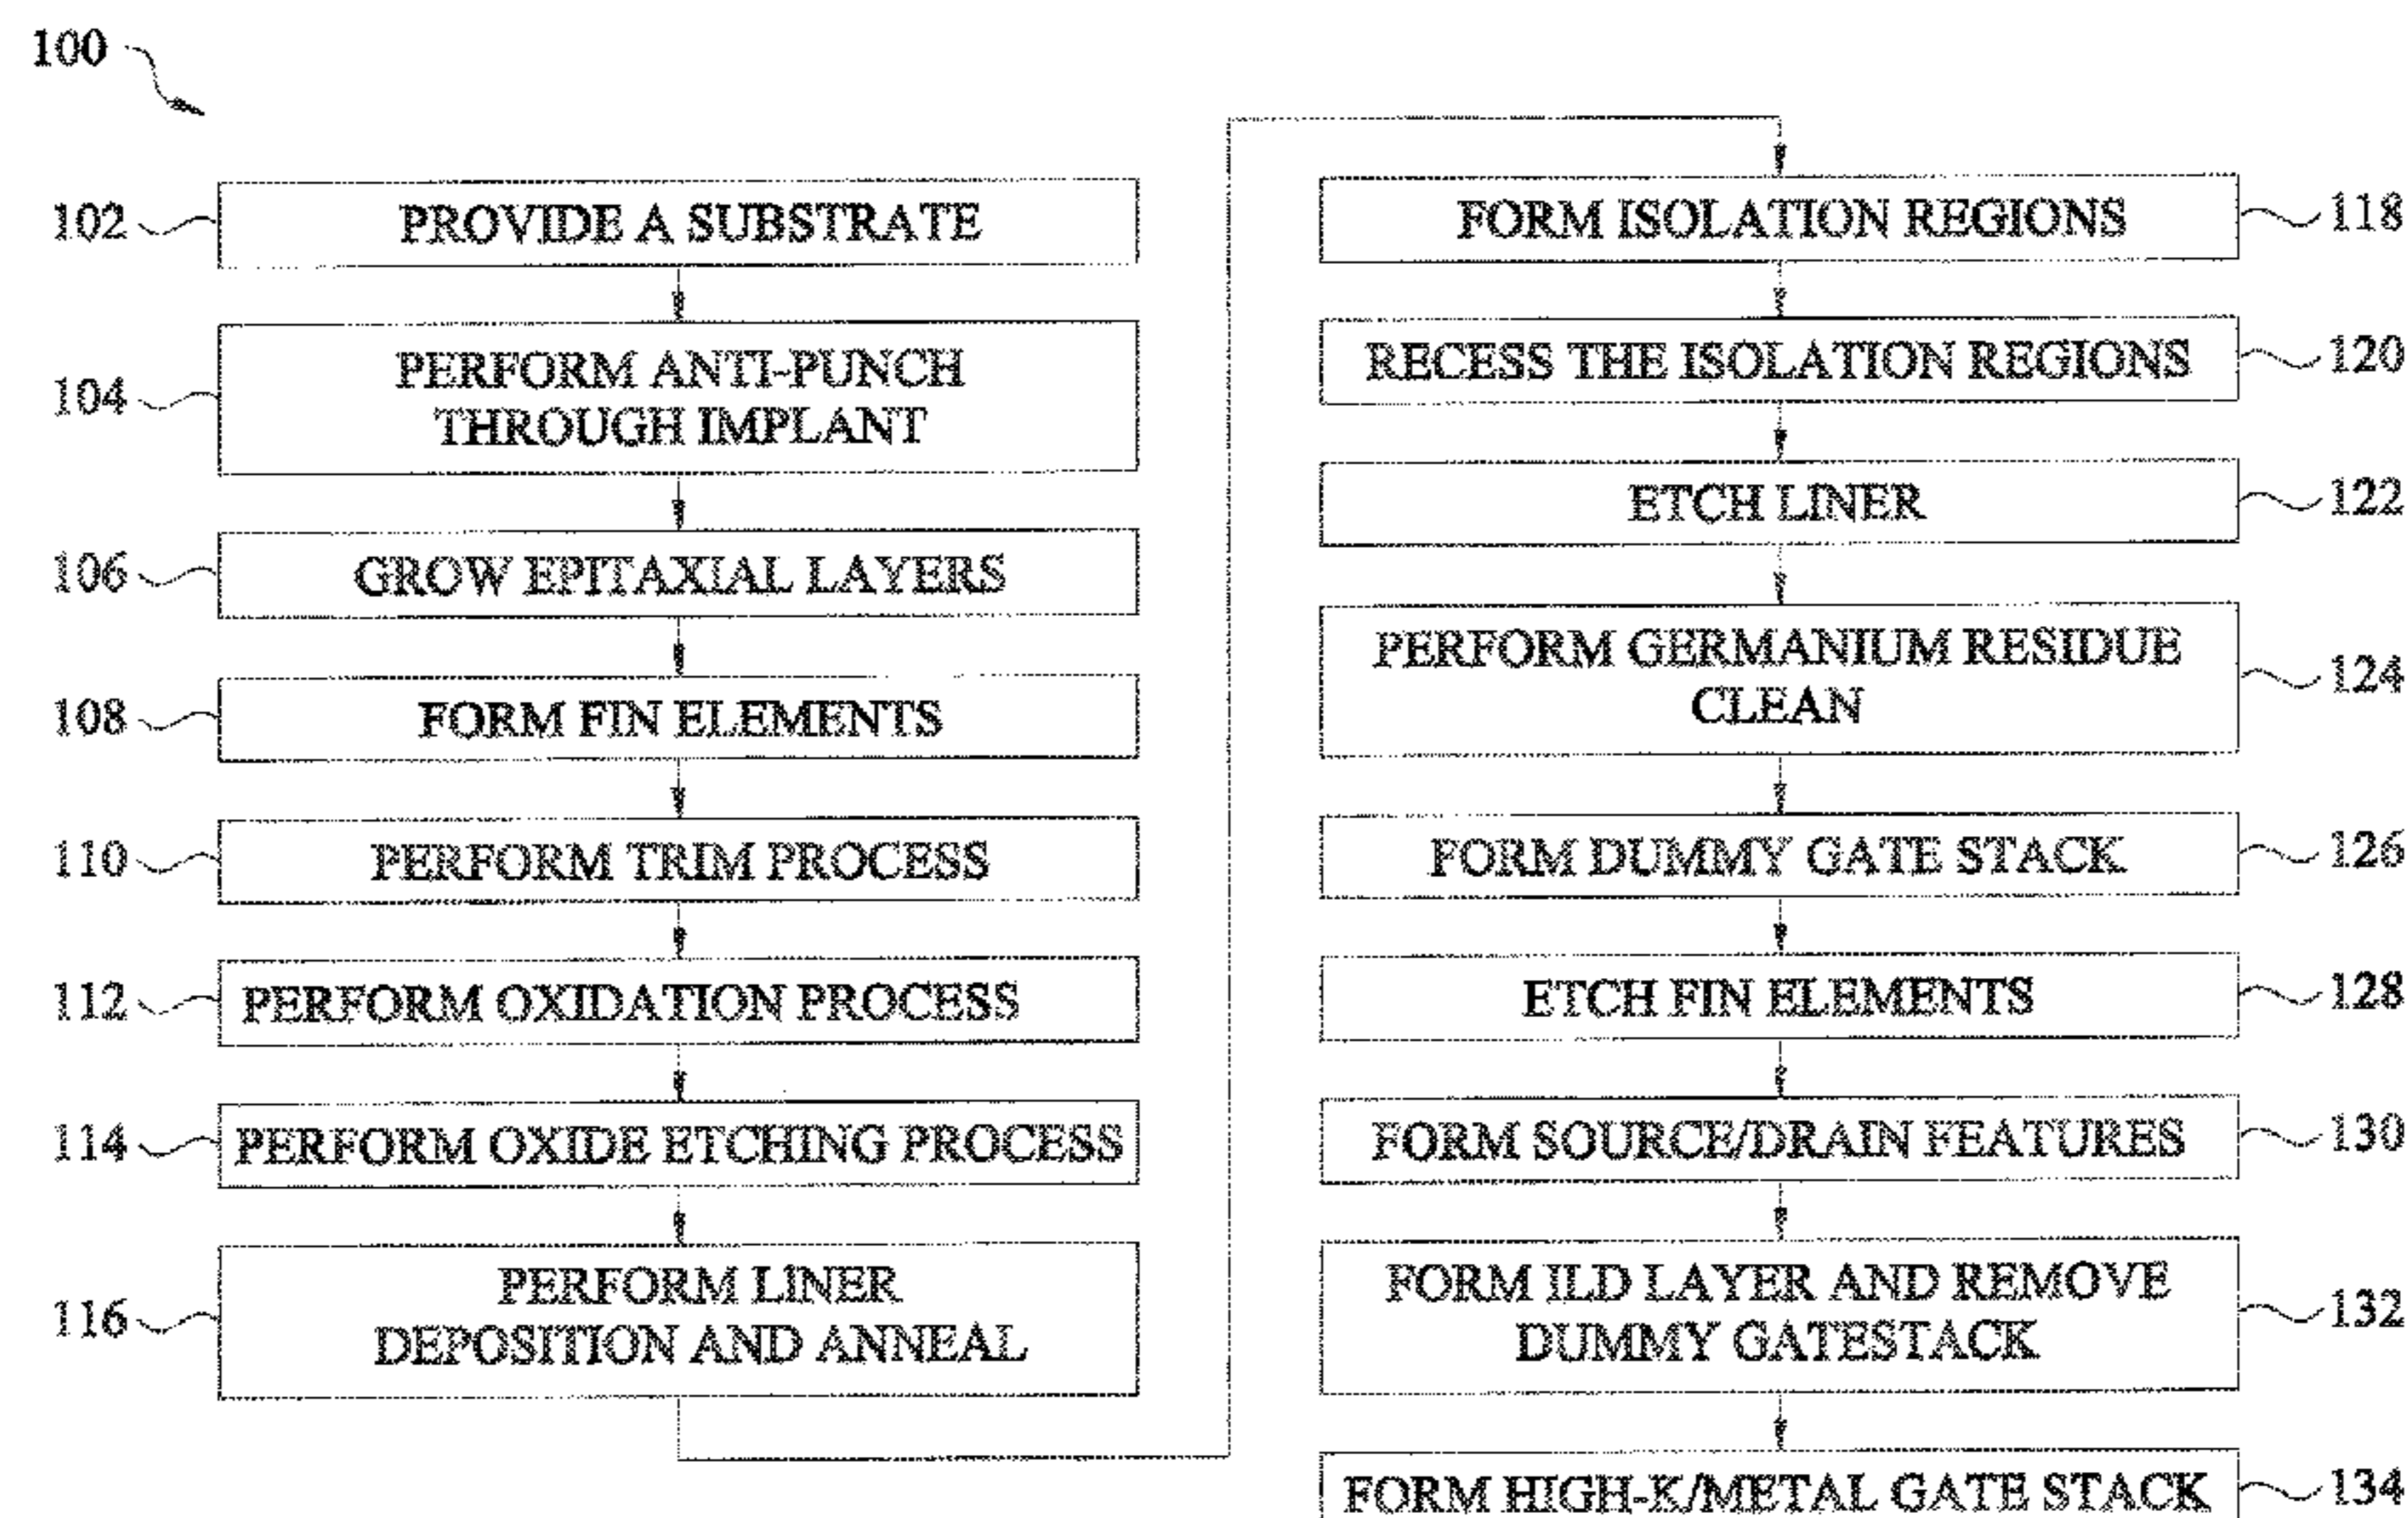 100
102 PROVIDE A SUBSTRATE
104 PERFORM ANTI-PUNCH
THROUGH IMPLANT
106 GROW EPITAXIAL LAYERS
108 FORM FIN ELEMENTS
110 PERFORM TRIM PROCESS
112 PERFORM OXIDATION PROCESS
114 PERFORM OXIDE ETCHING PROCESS
116 PERFORM LINER
DEPOSITION AND ANNEAL
FORM ISOLATION REGIONS 118
RECESS THE ISOLATION REGIONS 120
ETCH LINER 122
PERFORM GERMANIUM RESIDUE
CLEAN 124
FORM DUMMY GATE STACK 126
ETCH FIN ELEMENTS 128
FORM SOURCE/DRAIN FEATURES 130
FORM ILD LAYER AND REMOVE
DUMMY GATESTACK 132
FORM HIGH-K/METAL GATE STACK 134